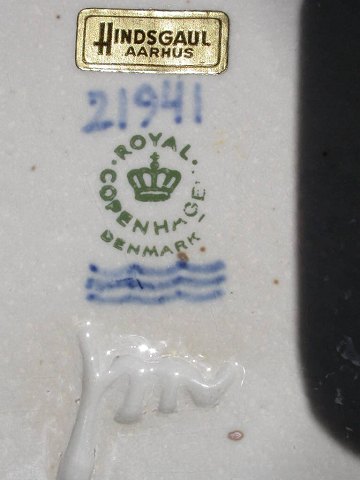 HINDSGAUL
AARHUS
21941
ROYAL
COPENHAGEN
DENMARK